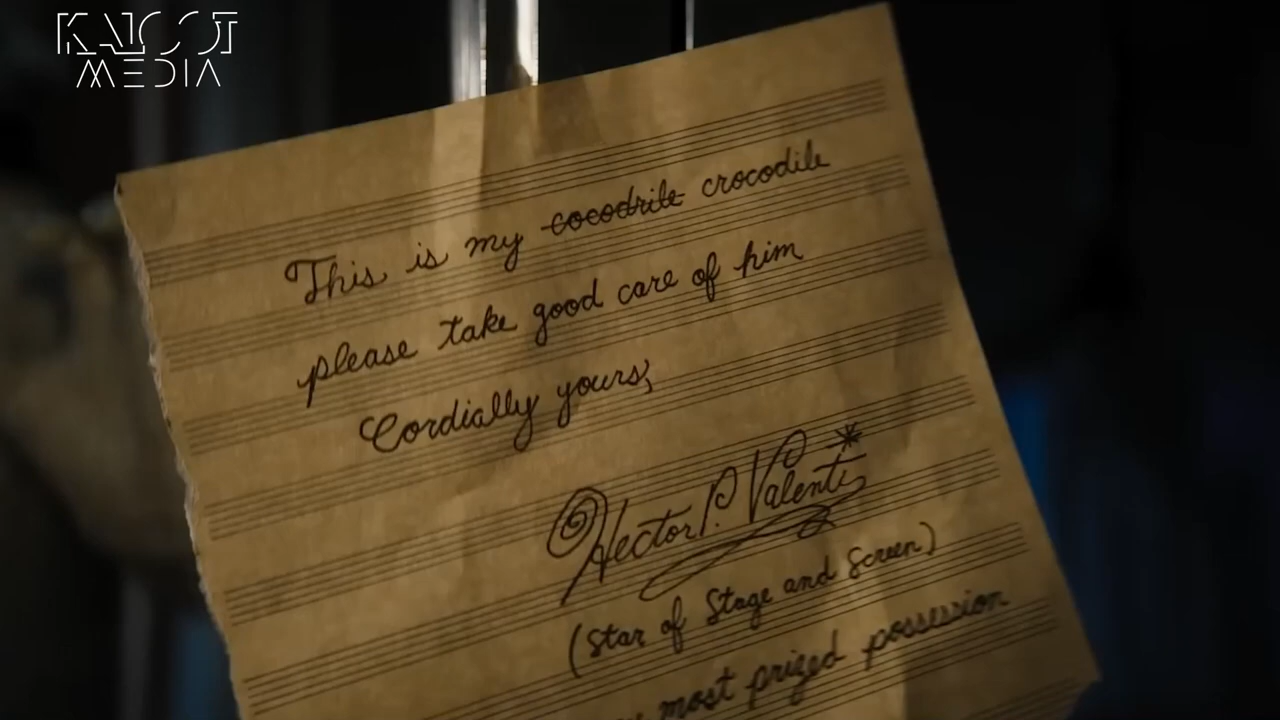 KAIGOT
MEDIA
This is my cocodrile crocodile
please take good care of him
Cordially yours,
Hector P. Valenti*
(Star of Stage and Screen)
most prized possession